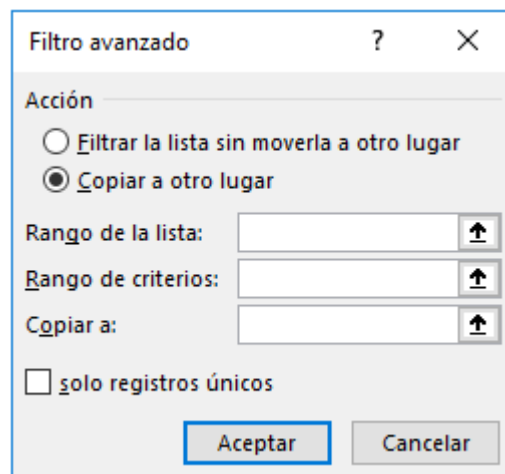 Filtro avanzado ?
Acción
Filtrar la lista sin moverla a otro lugar
Copiar a otro lugar
Rango de la lista:
Rango de criterios:
Copiar a:
solo registros únicos
Aceptar Cancelar